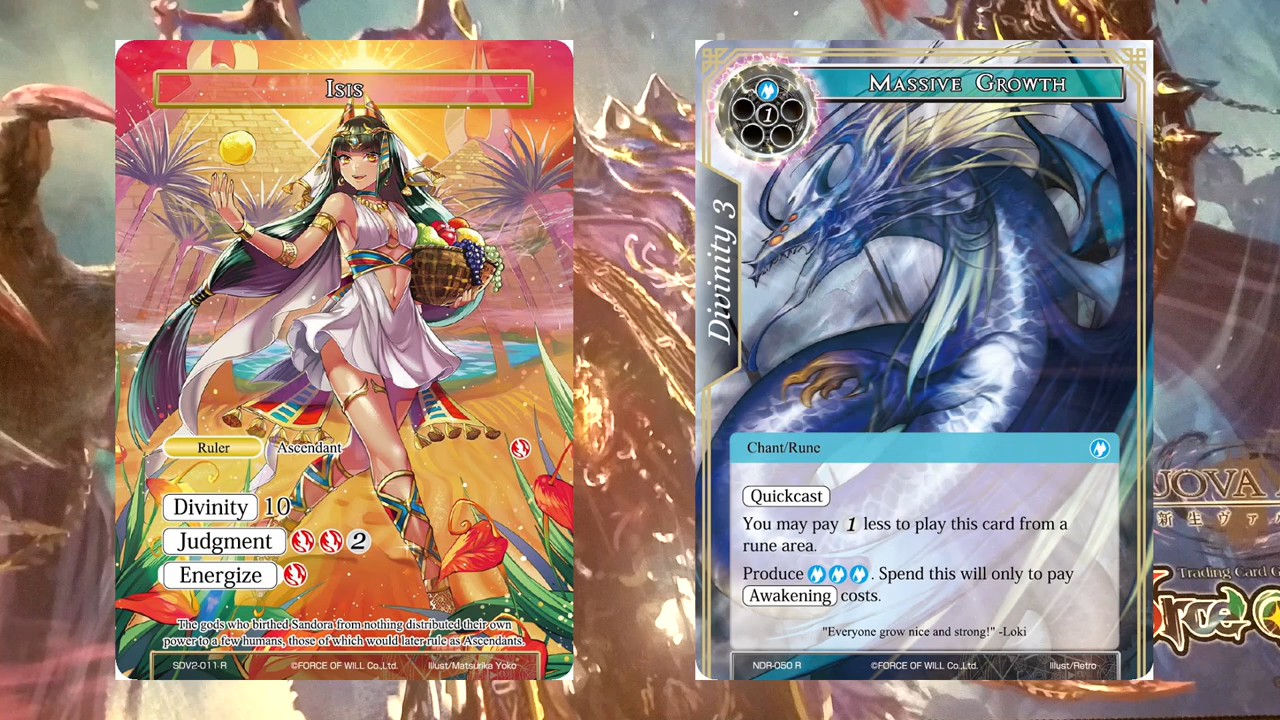 Isis
Ruler Ascendant
Divinity 10
Judgment 2
Energize
The gods who birthed Sandora from nothing distributed their own
power to a few humans, those of which would later rule as Ascendants.
SDV2-011 R ©FORCE OF WILL Co.,Ltd. Illust/Matsurika Yoko
Massive Growth
1
Divinity 3
Chant/Rune
Quickcast
You may pay 1 less to play this card from a
rune area.
Produce . Spend this will only to pay
Awakening costs.
"Everyone grow nice and strong!" -Loki
NDR-050 R ©FORCE OF WILL Co.,Ltd. Illust/Retro
新生ヴァ
Trading Card G